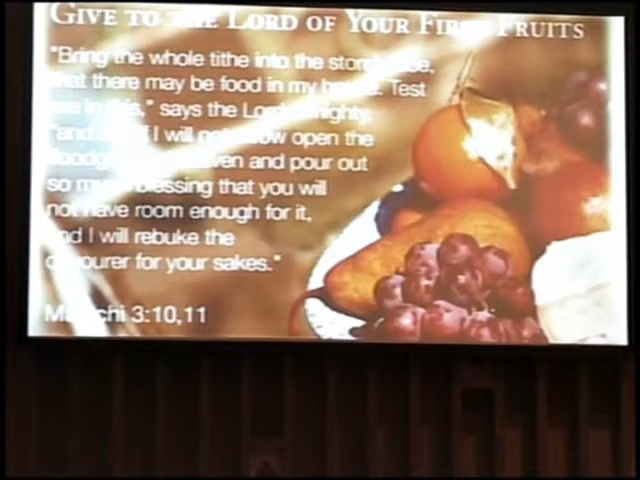 GIVE TO THE LORD OF YOUR FIRST FRUITS
"Bring the whole tithe into the storehouse,
that there may be food in my house. Test
me in this," says the Lord Almighty,
"and if I will not throw open the
floodgates heaven and pour out
so much blessing that you will
not have room enough for it,
and I will rebuke the
devourer for your sakes."
Malachi 3:10,11